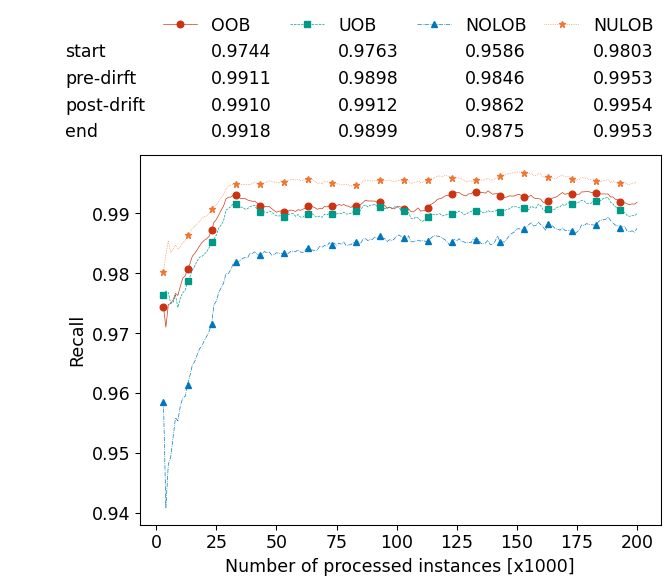 OOB UOB NOLOB NULOB
start 0.9744 0.9763 0.9586 0.9803
pre-dirft 0.9911 0.9898 0.9846 0.9953
post-drift 0.9910 0.9912 0.9862 0.9954
end 0.9918 0.9899 0.9875 0.9953
0.99
0.98
0.97
0.96
0.95
0.94
Recall
0 25 50 75 100 125 150 175 200
Number of processed instances [x1000]